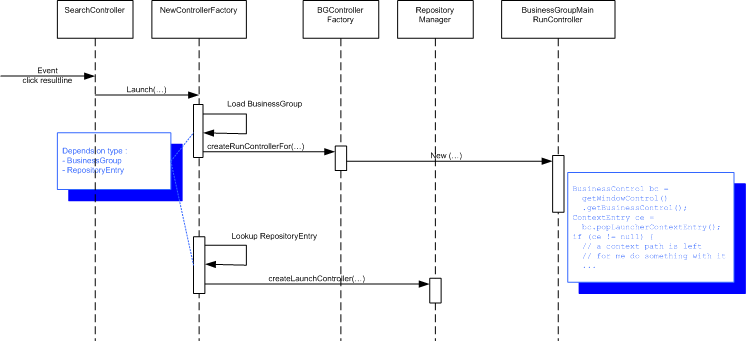 SearchController
NewControllerFactory
BGController
Factory
Repository
Manager
BusinessGroupMain
RunController
Event
click resultline
Launch(...)
Load BusinessGroup
createRunControllerFor(...)
New (...)
Depends on type :
- BusinessGroup
- RepositoryEntry
BusinessControl bc =
getWindowControl()
.getBusinessControl();
ContextEntry ce =
bc.popLauncherContextEntry();
if (ce != null) {
// a context path is left
// for me do something with it
...
Lookup RepositoryEntry
createLaunchController(...)